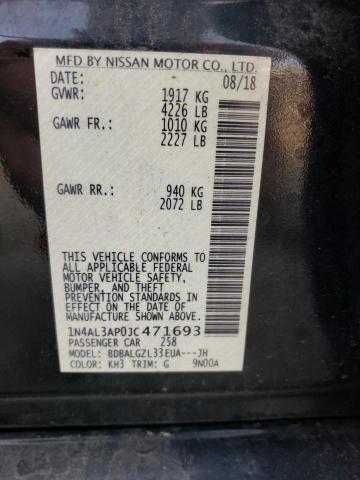 MFD BY NISSAN MOTOR CO., LTD.
DATE: 08/18
GVWR: 1917 KG
4226 LB
GAWR FR.: 1010 KG
2227 LB
GAWR RR.: 940 KG
2072 LB
THIS VEHICLE CONFORMS TO ALL
APPLICABLE FEDERAL MOTOR
MOTOR VEHICLE SAFETY,
BUMPER, AND THEFT
PREVENTION STANDARDS IN
EFFECT ON THE DATE OF
MANUFACTURE SHOWN ABOVE.
1N4AL3AP0JC471693
PASSENGER CAR 258
MODEL: BDBALGZL33EUA---JH
COLOR: KH3 TRIM: G 9N00A